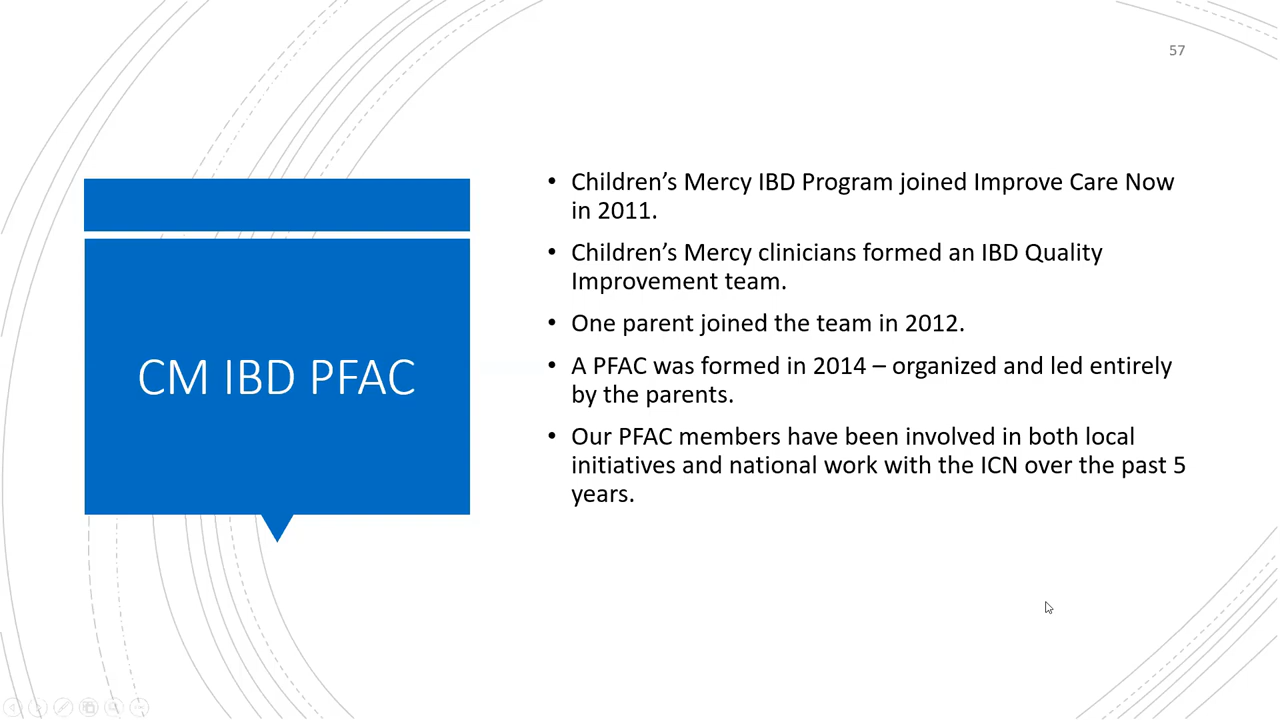 57
CM IBD PFAC
• Children’s Mercy IBD Program joined Improve Care Now
in 2011.
• Children’s Mercy clinicians formed an IBD Quality
Improvement team.
• One parent joined the team in 2012.
• A PFAC was formed in 2014 – organized and led entirely
by the parents.
• Our PFAC members have been involved in both local
initiatives and national work with the ICN over the past 5
years.